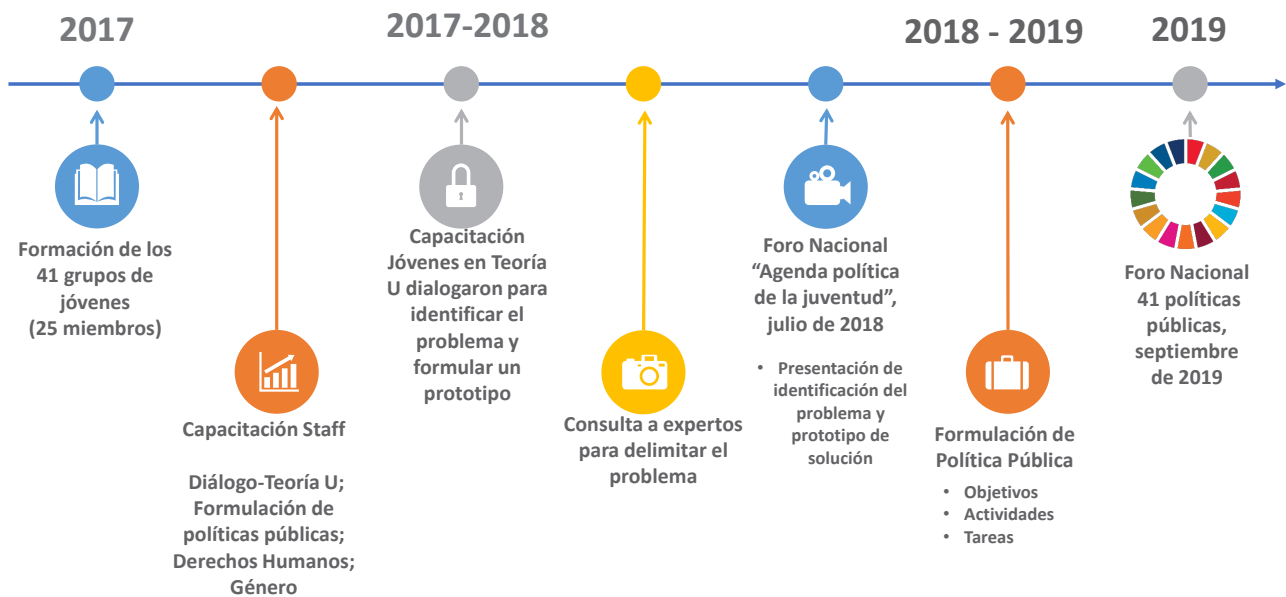 2017
2017-2018
2018 - 2019
2019
Formación de los
41 grupos de
jóvenes
(25 miembros)
Capacitación Staff
Diálogo-Teoría U;
Formulación de
políticas públicas;
Derechos Humanos;
Género
Capacitación
Jóvenes en Teoría
U dialogaron para
identificar el
problema y
formular un
prototipo
Consulta a expertos
para delimitar el
problema
Foro Nacional
“Agenda política
de la juventud”,
julio de 2018
• Presentación de
identificación del
problema y
prototipo de
solución
Formulación de
Política Pública
• Objetivos
• Actividades
• Tareas
Foro Nacional
41 políticas
públicas,
septiembre
de 2019